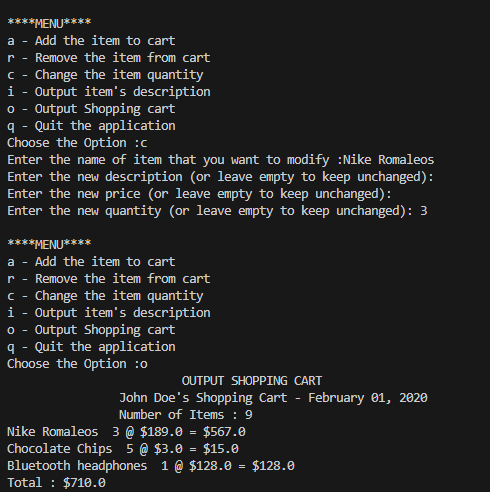 ****MENU****
a - Add the item to cart
r - Remove the item from cart
c - Change the item quantity
i - Output item's description
o - Output Shopping cart
q - Quit the application
Choose the Option :c
Enter the name of item that you want to modify :Nike Romaleos
Enter the new description (or leave empty to keep unchanged):
Enter the new price (or leave empty to keep unchanged):
Enter the new quantity (or leave empty to keep unchanged): 3
****MENU****
a - Add the item to cart
r - Remove the item from cart
c - Change the item quantity
i - Output item's description
o - Output Shopping cart
q - Quit the application
Choose the Option :o
OUTPUT SHOPPING CART
John Doe's Shopping Cart - February 01, 2020
Number of Items : 9
Nike Romaleos  3 @ $189.0 = $567.0
Chocolate Chips  5 @ $3.0 = $15.0
Bluetooth headphones  1 @ $128.0 = $128.0
Total : $710.0